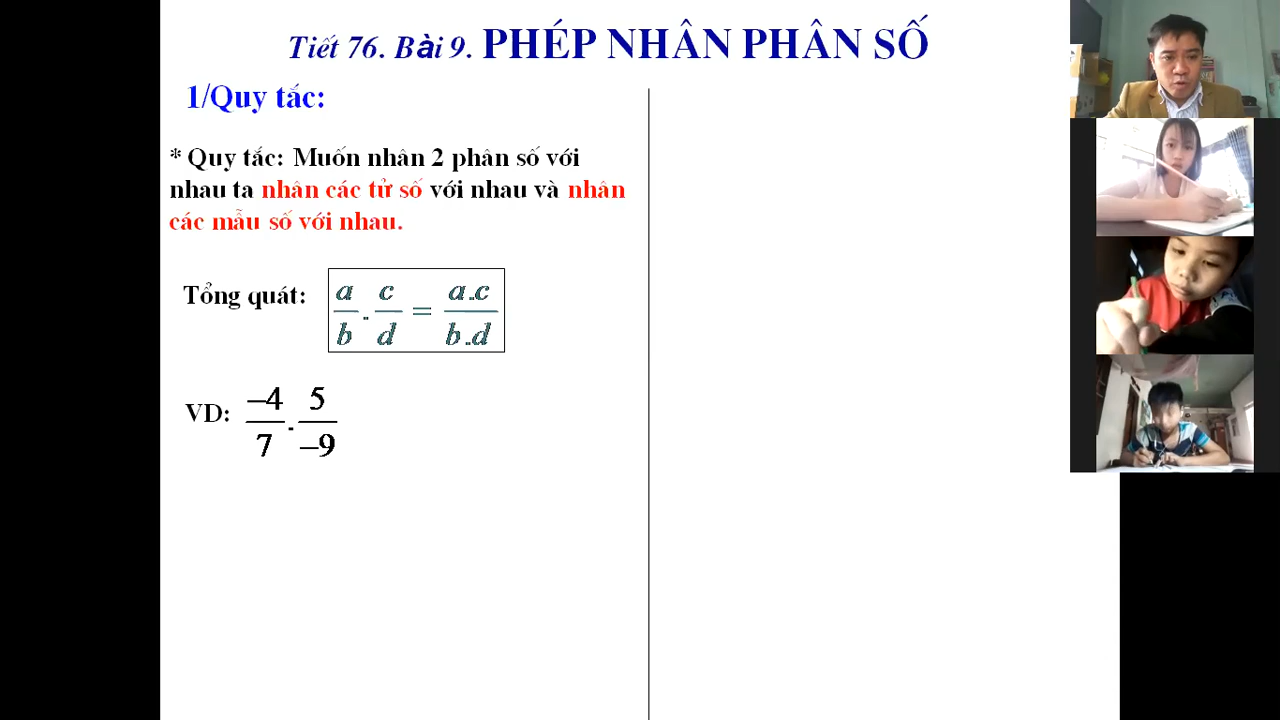 Tiết 76. Bài 9. PHÉP NHÂN PHÂN SỐ
1/Quy tắc:
* Quy tắc: Muốn nhân 2 phân số với
nhau ta nhân các tử số với nhau và nhân
các mẫu số với nhau.
Tổng quát: a/b . c/d = a.c/b.d
VD: –4/7 . 5/–9